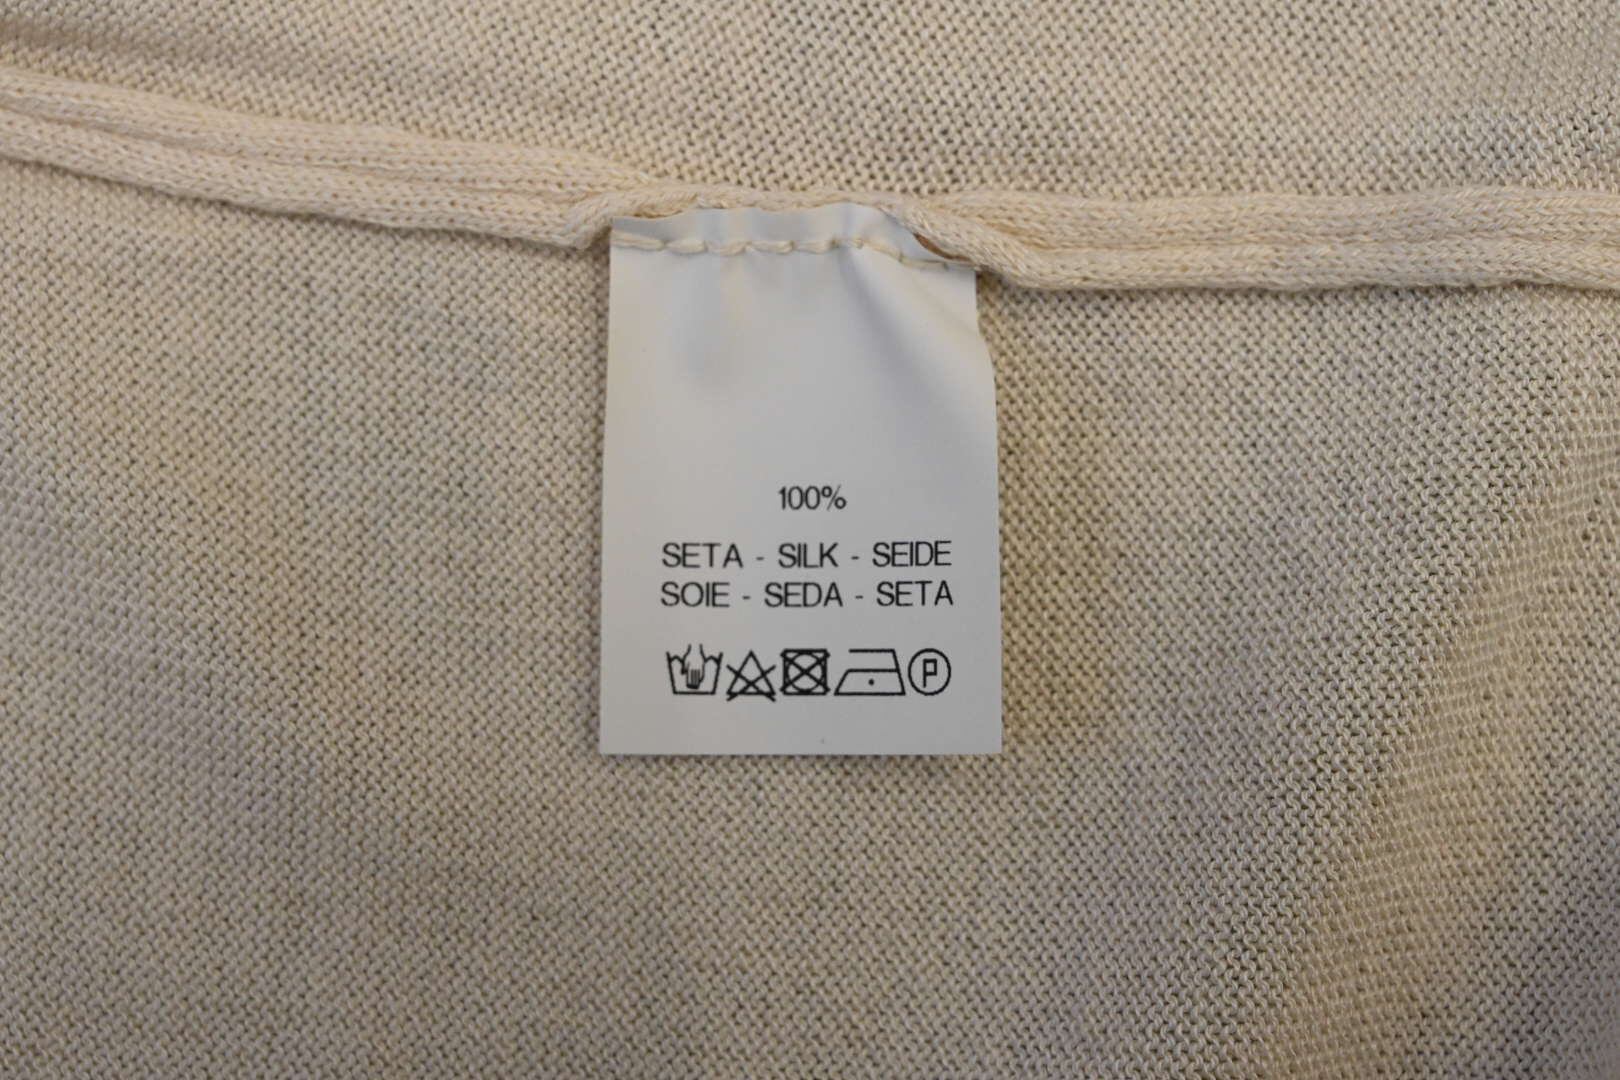 100%
SETA - SILK - SEIDE
SOIE - SEDA - SETA
P